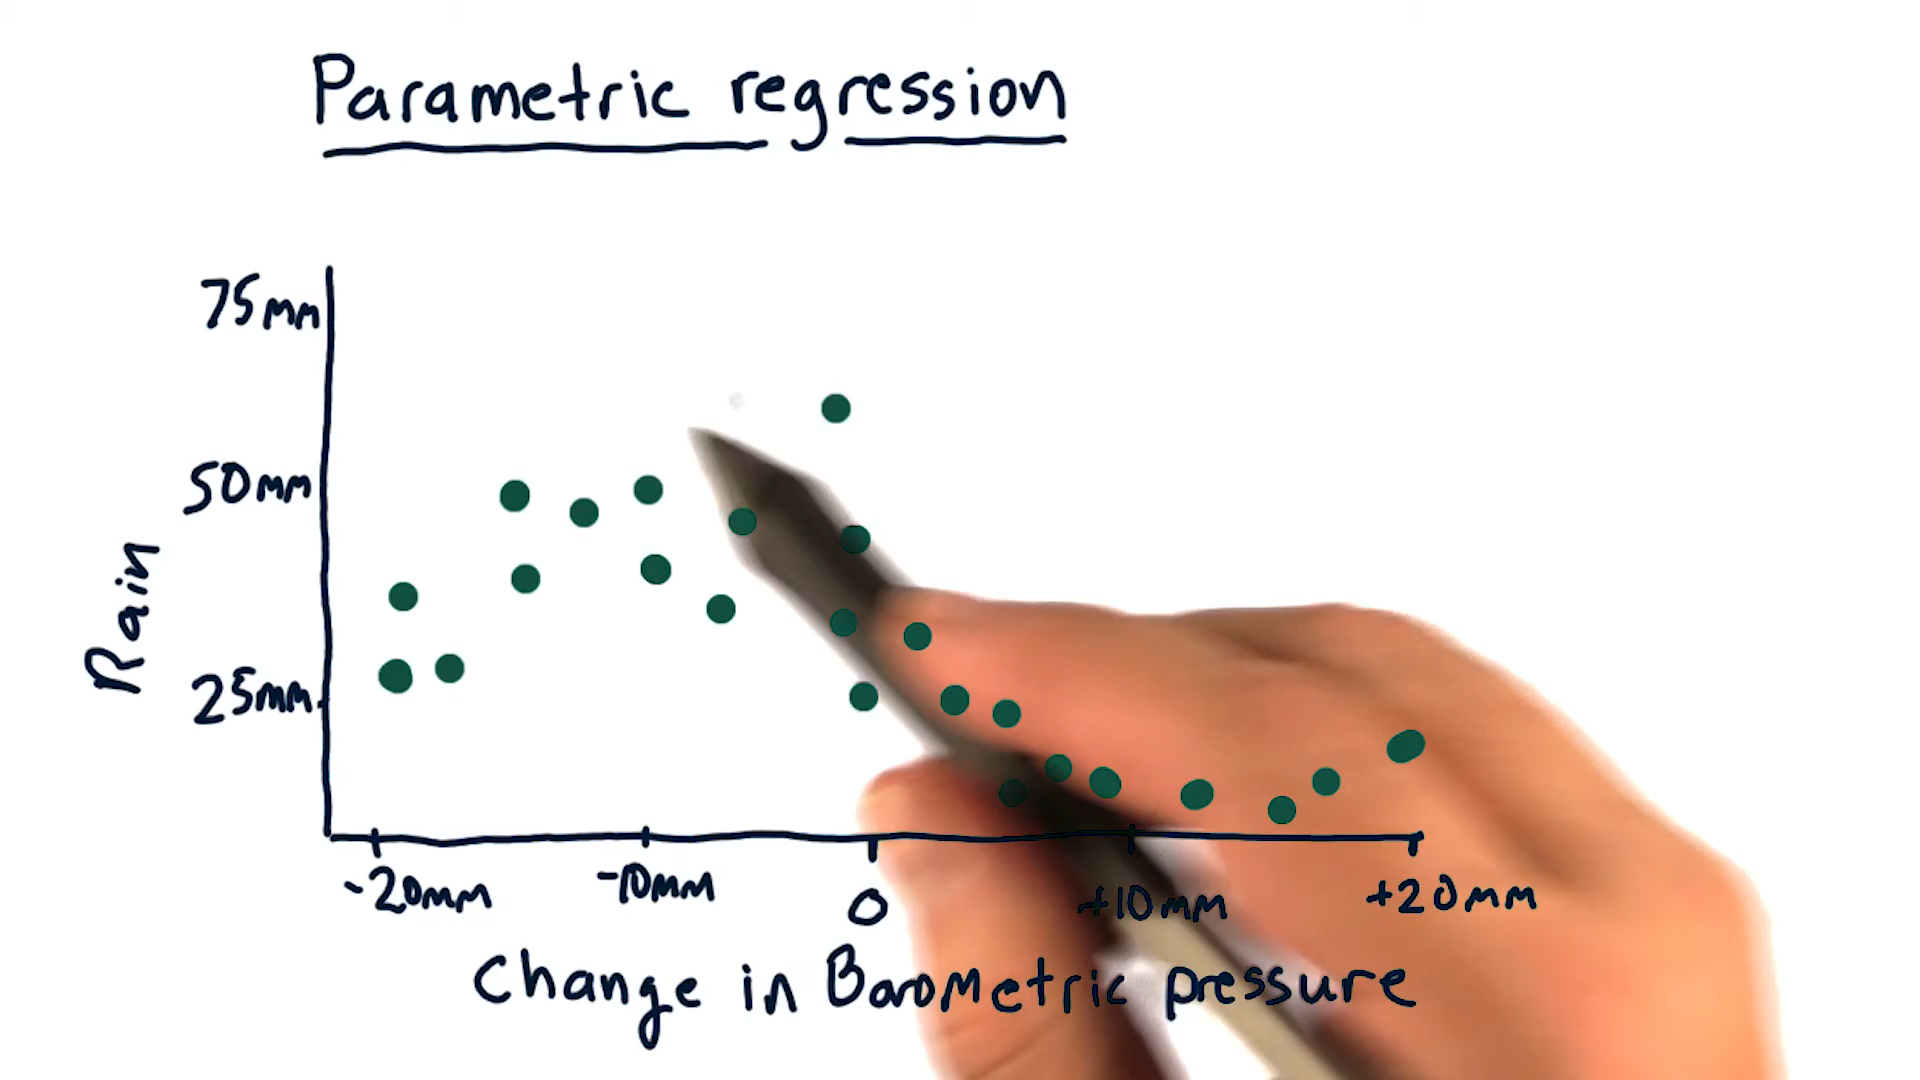 Parametric regression
75mm
50mm
25mm
Rain
-20mm
-10mm
0
+10mm
+20mm
Change in Barometric pressure